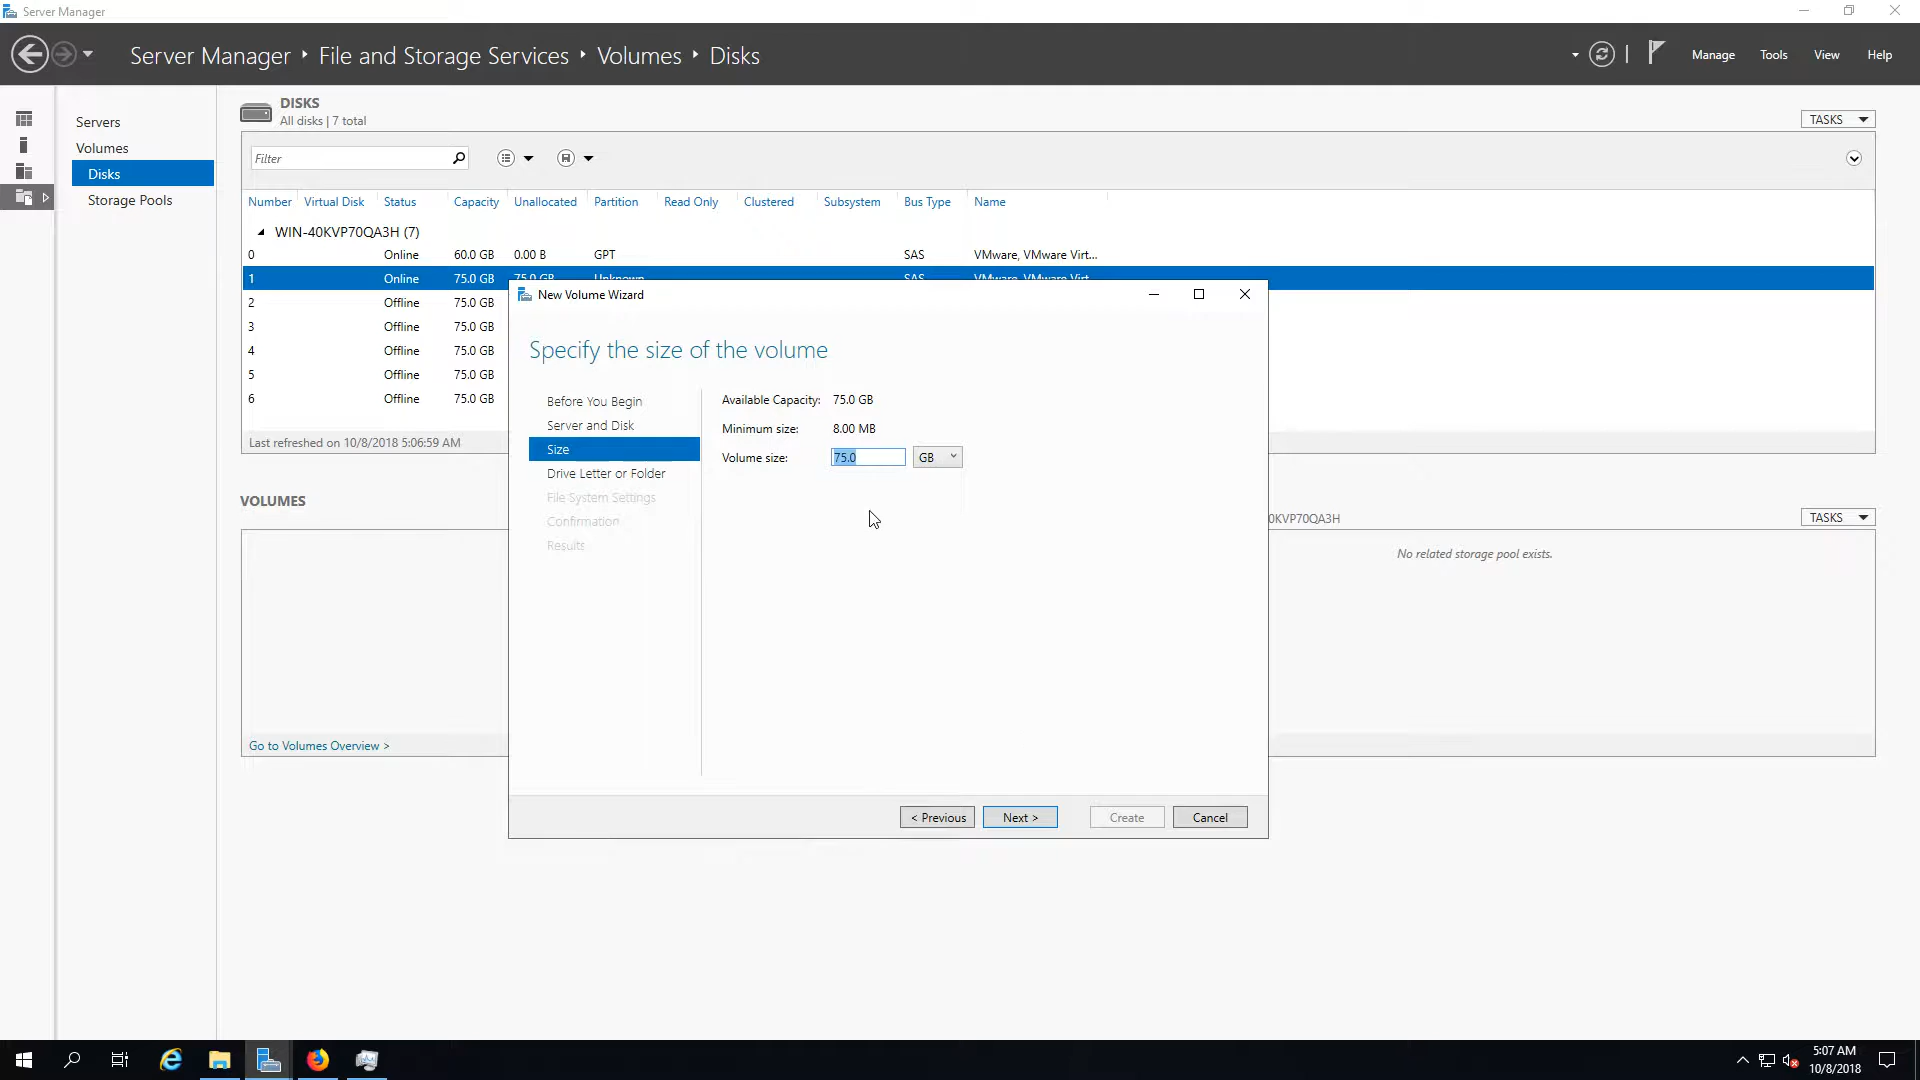 Server Manager
Server Manager ‣ File and Storage Services ‣ Volumes ‣ Disks
Manage Tools View Help
Servers
Volumes
Disks
Storage Pools
DISKS
All disks | 7 total
TASKS
Filter
Number Virtual Disk Status Capacity Unallocated Partition Read Only Clustered Subsystem Bus Type Name
WIN-40KVP70QA3H (7)
0 Online 60.0 GB 0.00 B GPT SAS VMware, VMware Virt...
1 Online 75.0 GB 75.0 GB Unknown SAS VMware, VMware Virt...
2 Offline 75.0 GB
3 Offline 75.0 GB
4 Offline 75.0 GB
5 Offline 75.0 GB
6 Offline 75.0 GB
Last refreshed on 10/8/2018 5:06:59 AM
New Volume Wizard
Specify the size of the volume
Before You Begin
Server and Disk
Size
Drive Letter or Folder
File System Settings
Confirmation
Results
Available Capacity: 75.0 GB
Minimum size: 8.00 MB
Volume size: 75.0 GB
< Previous Next > Create Cancel
VOLUMES
Go to Volumes Overview >
0KVP70QA3H
TASKS
No related storage pool exists.
5:07 AM
10/8/2018